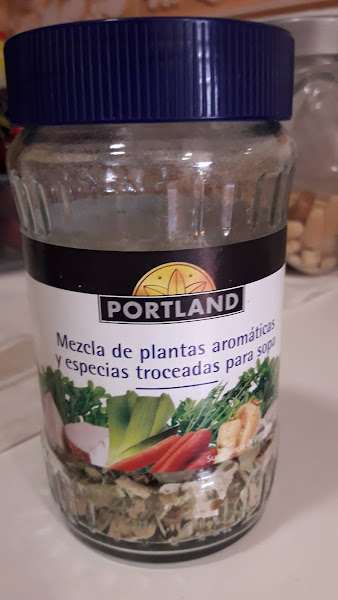 PORTLAND
Mezcla de plantas aromáticas
y especias troceadas para sopa